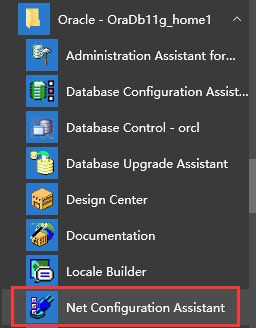 Oracle - OraDb11g_home1
Administration Assistant for...
Database Configuration Assist...
Database Control - orcl
Database Upgrade Assistant
Design Center
Documentation
Locale Builder
Net Configuration Assistant